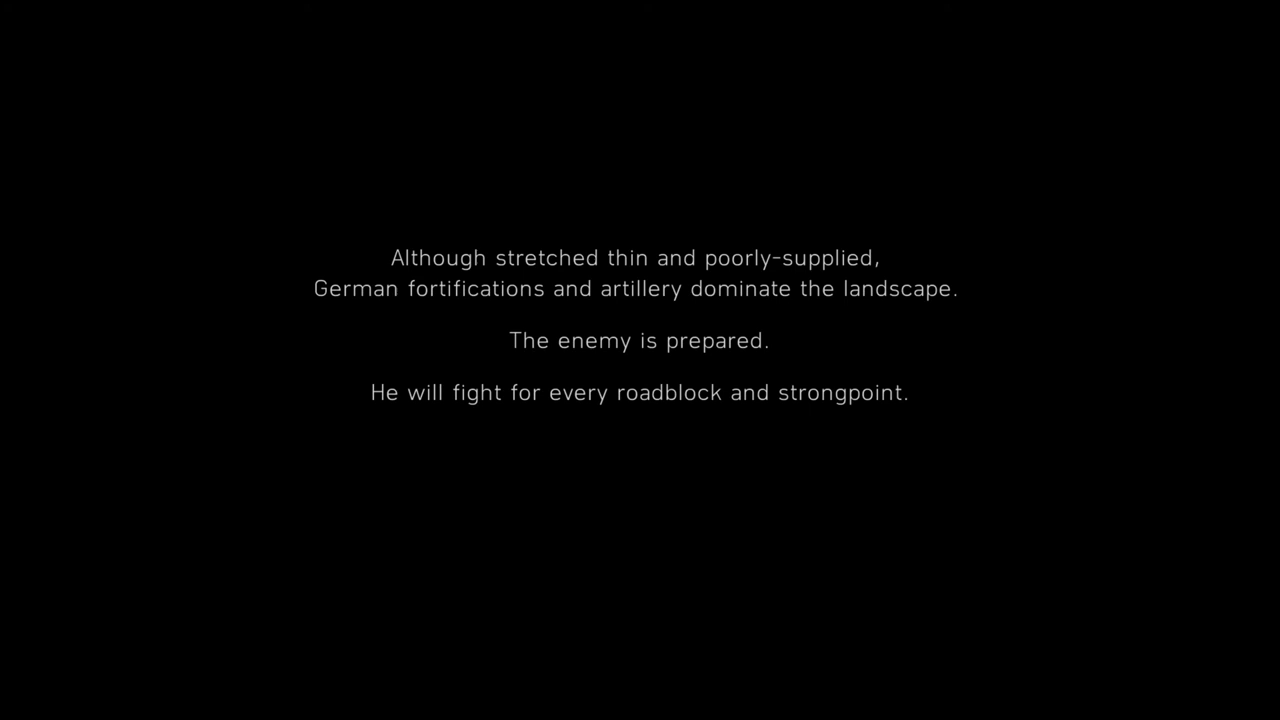 Although stretched thin and poorly-supplied,
German fortifications and artillery dominate the landscape.
The enemy is prepared.
He will fight for every roadblock and strongpoint.